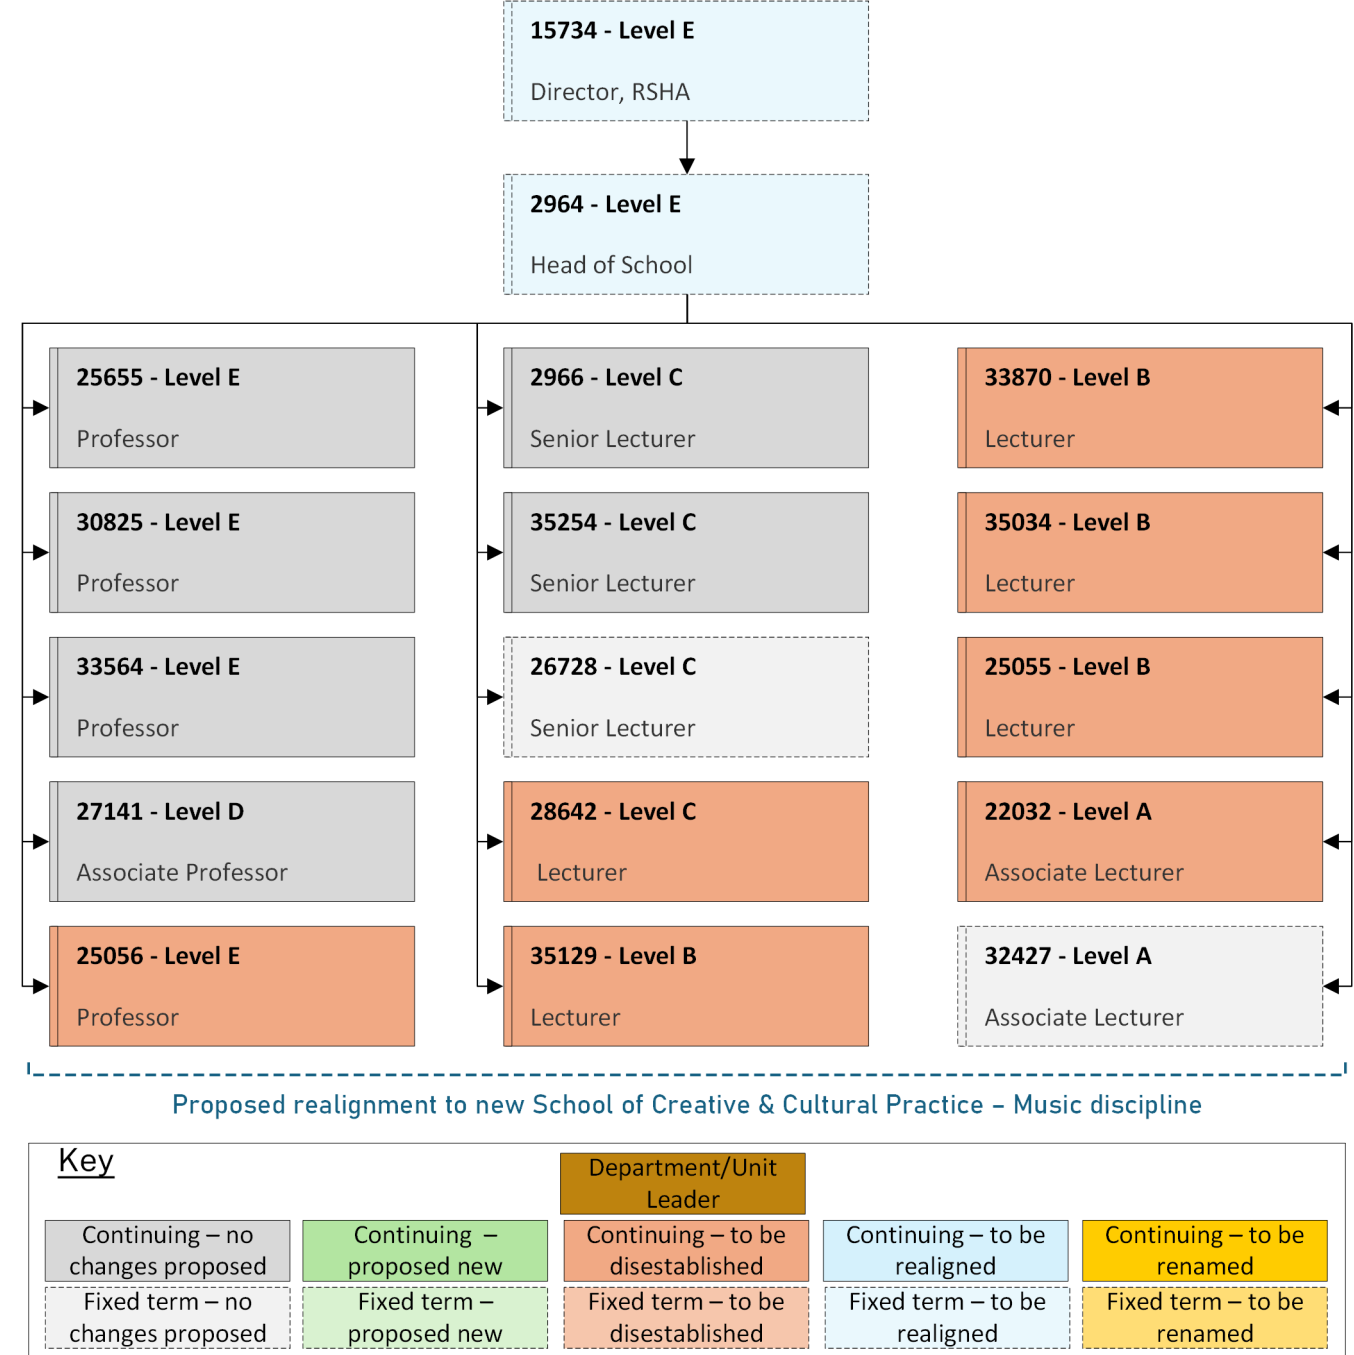 15734 - Level E
Director, RSHA
2964 - Level E
Head of School
25655 - Level E
Professor
30825 - Level E
Professor
33564 - Level E
Professor
27141 - Level D
Associate Professor
25056 - Level E
Professor
2966 - Level C
Senior Lecturer
35254 - Level C
Senior Lecturer
26728 - Level C
Senior Lecturer
28642 - Level C
Lecturer
35129 - Level B
Lecturer
33870 - Level B
Lecturer
35034 - Level B
Lecturer
25055 - Level B
Lecturer
22032 - Level A
Associate Lecturer
32427 - Level A
Associate Lecturer
Proposed realignment to new School of Creative & Cultural Practice – Music discipline
Key
Department/Unit
Leader
Continuing – no
changes proposed
Continuing –
proposed new
Continuing – to be
disestablished
Continuing – to be
realigned
Continuing – to be
renamed
Fixed term – no
changes proposed
Fixed term –
proposed new
Fixed term – to be
disestablished
Fixed term – to be
realigned
Fixed term – to be
renamed